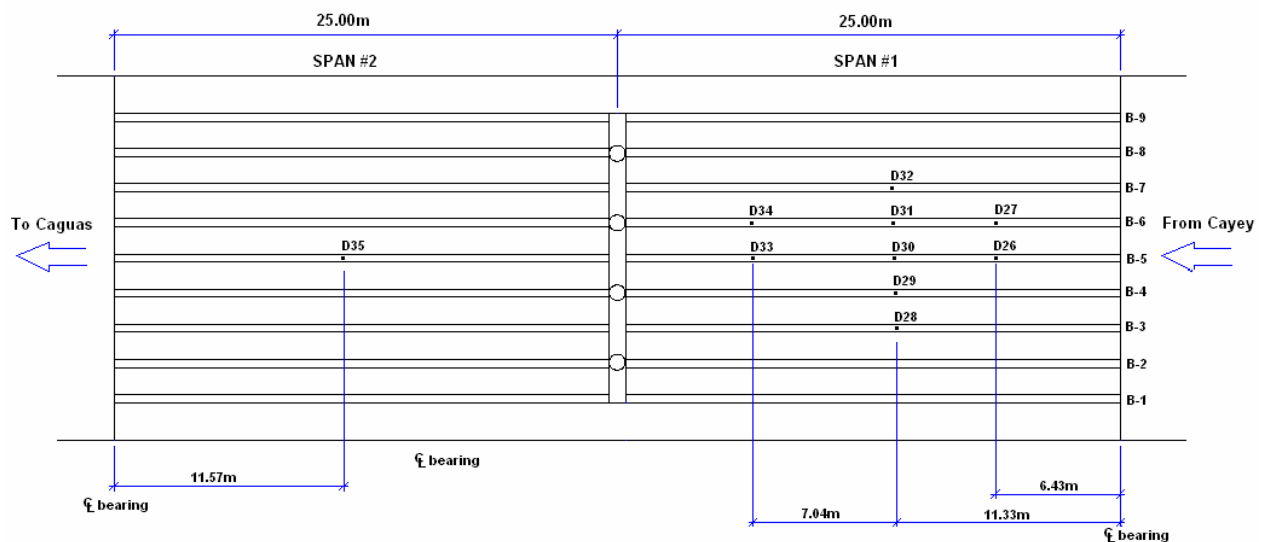 25.00m 25.00m
SPAN #2 SPAN #1
B-9
B-8
D32
B-7
D34 D31 D27
To Caguas B-6 From Cayey
D35 D33 D30 D26
B-5
D29
B-4
D28
B-3
B-2
B-1
℄ bearing
11.57m 6.43m
℄ bearing
7.04m 11.33m
℄ bearing